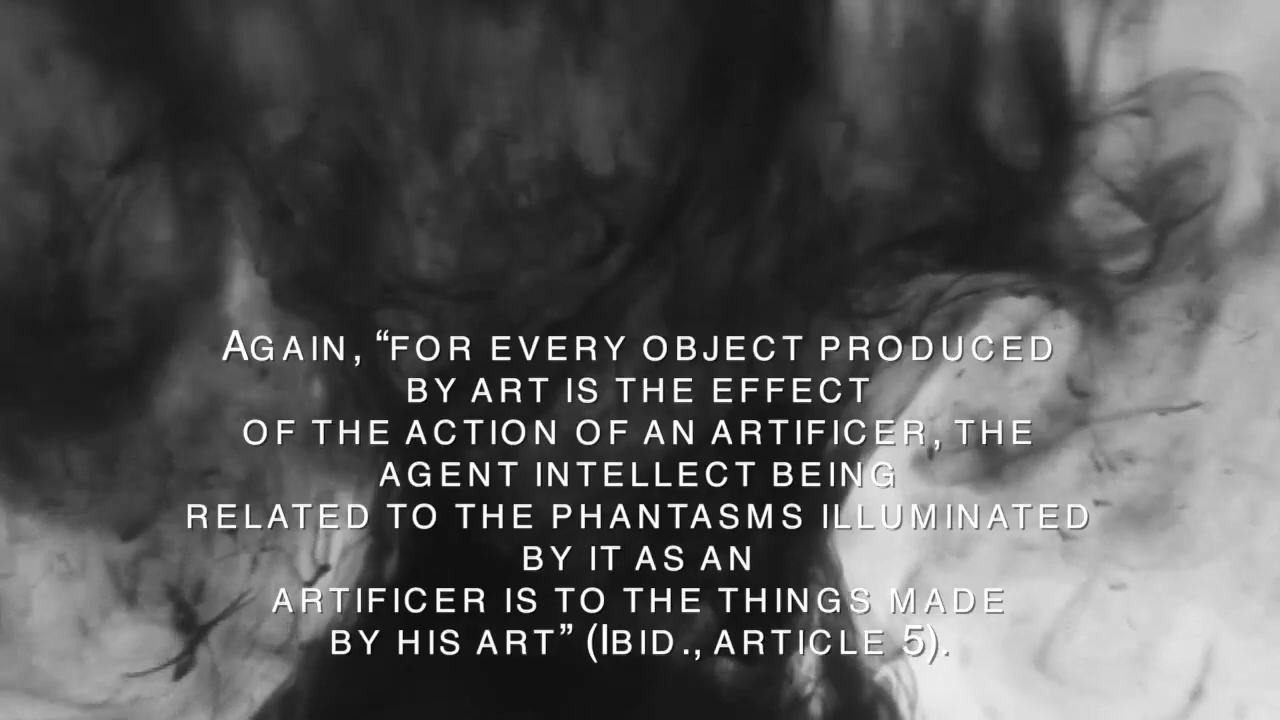 Again, “for every object produced
by art is the effect
of the action of an artificer, the
agent intellect being
related to the phantasms illuminated
by it as an
artificer is to the things made
by his art” (Ibid., article 5).